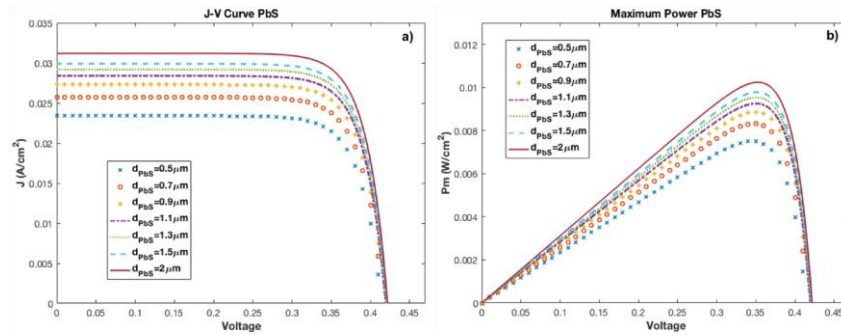 J-V Curve PbS
a)
J (A/cm²)
0.035
0.03
0.025
0.02
0.015
0.01
0.005
0
d_PbS=0.5μm
d_PbS=0.7μm
d_PbS=0.9μm
d_PbS=1.1μm
d_PbS=1.3μm
d_PbS=1.5μm
d_PbS=2μm
0 0.05 0.1 0.15 0.2 0.25 0.3 0.35 0.4 0.45
Voltage
Maximum Power PbS
b)
Pm (W/cm²)
0.012
0.01
0.008
0.006
0.004
0.002
0
d_PbS=0.5μm
d_PbS=0.7μm
d_PbS=0.9μm
d_PbS=1.1μm
d_PbS=1.3μm
d_PbS=1.5μm
d_PbS=2μm
0 0.05 0.1 0.15 0.2 0.25 0.3 0.35 0.4 0.45
Voltage